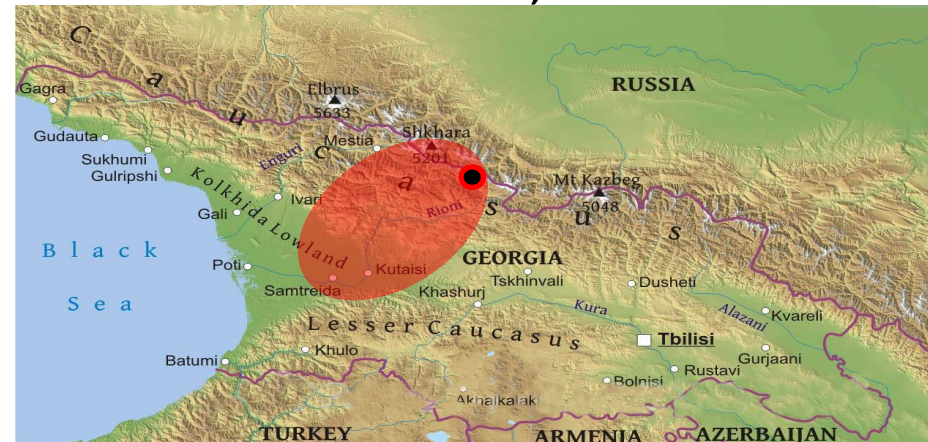 Caucasus
RUSSIA
Gagra
Elbrus
5633
Gudauta
Mestia
Shkhara
5201
Sukhumi
Enguri
Gulripshi
Mt Kazbeg
5048
Kolkhida Lowland
Ivari
Rioni
Gali
Black
Sea
GEORGIA
Poti
Kutaisi
Tskhinvali
Samtreida
Khashurj
Dusheti
Kura
Alazani
Kvareli
Lesser Caucasus
Tbilisi
Batumi
Khulo
Gurjaani
Rustavi
Bolnisi
Akhalkalaki
TURKEY
ARMENIA
AZERBAIJAN